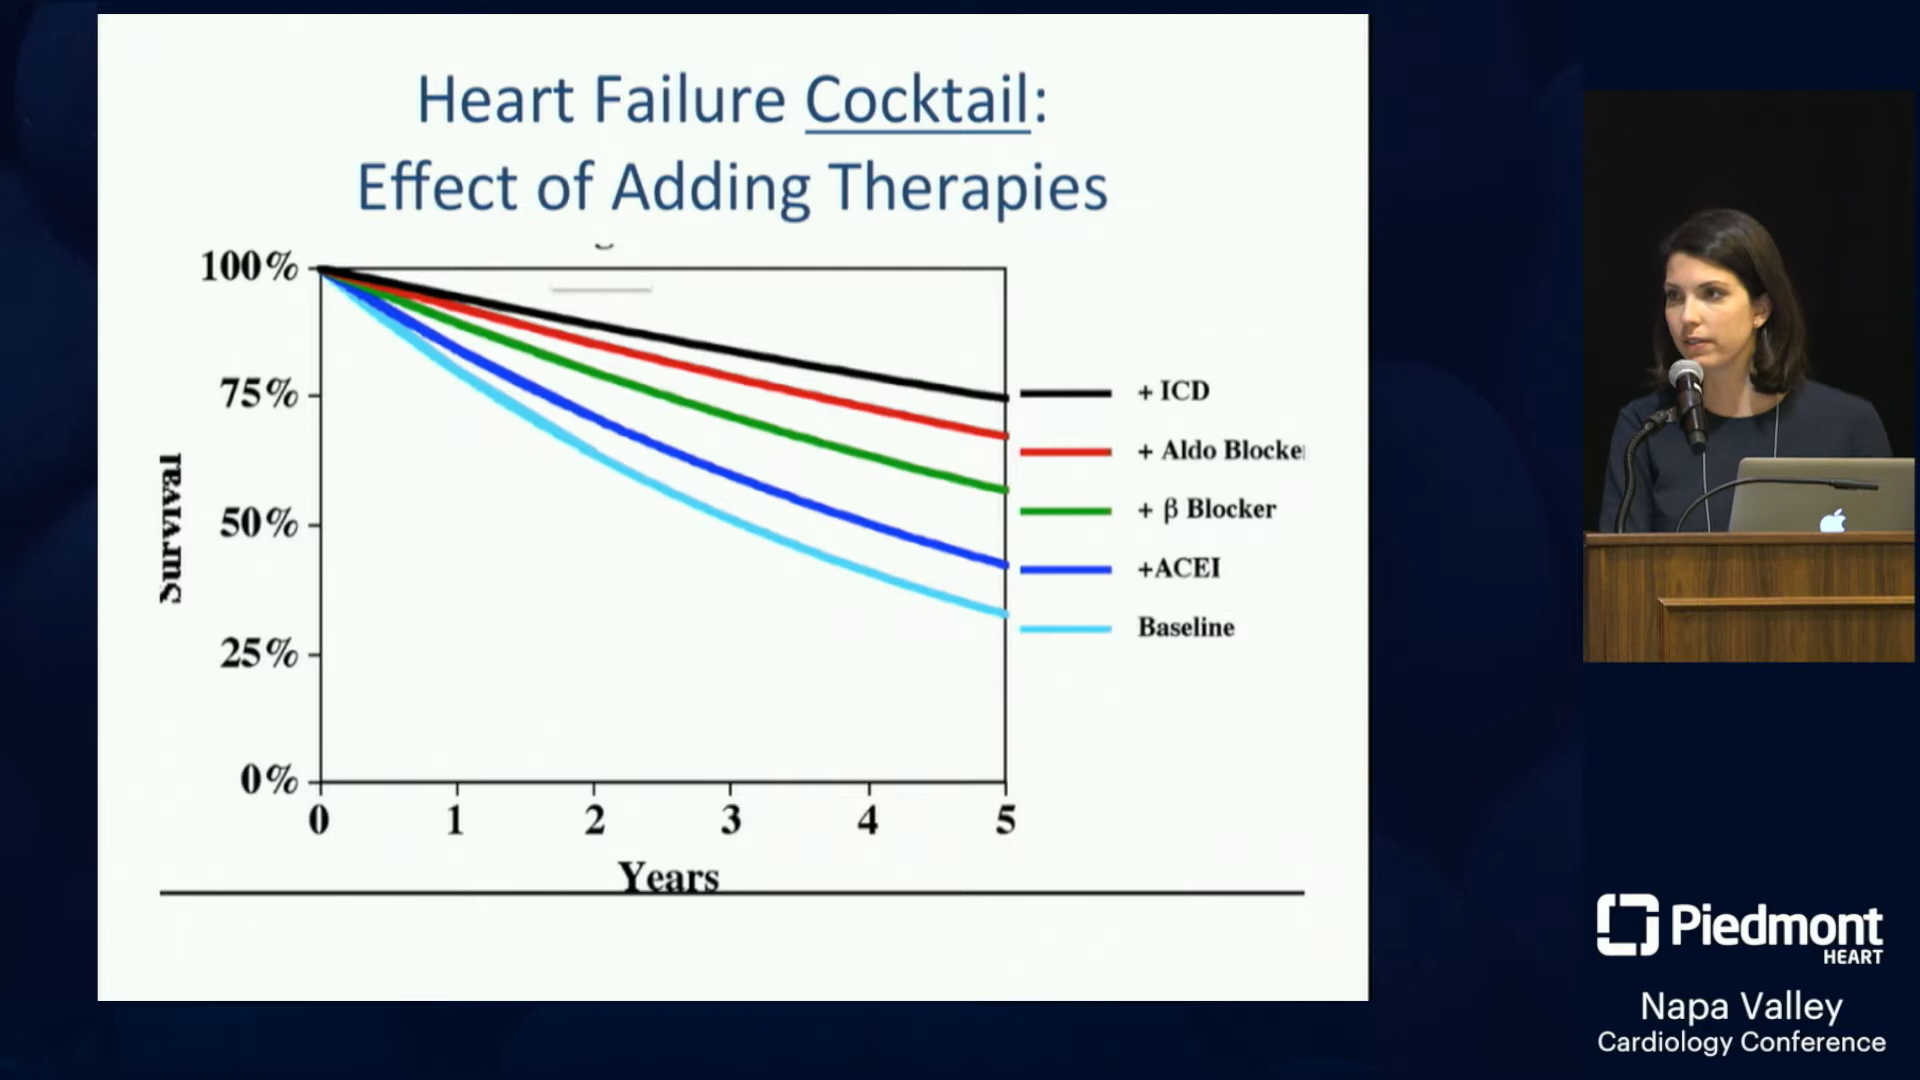 Heart Failure Cocktail:
Effect of Adding Therapies
100%
75%
50%
25%
0%
Survival
0 1 2 3 4 5
Years
+ ICD
+ Aldo Blocke
+ β Blocker
+ACEI
Baseline
Piedmont
HEART
Napa Valley
Cardiology Conference